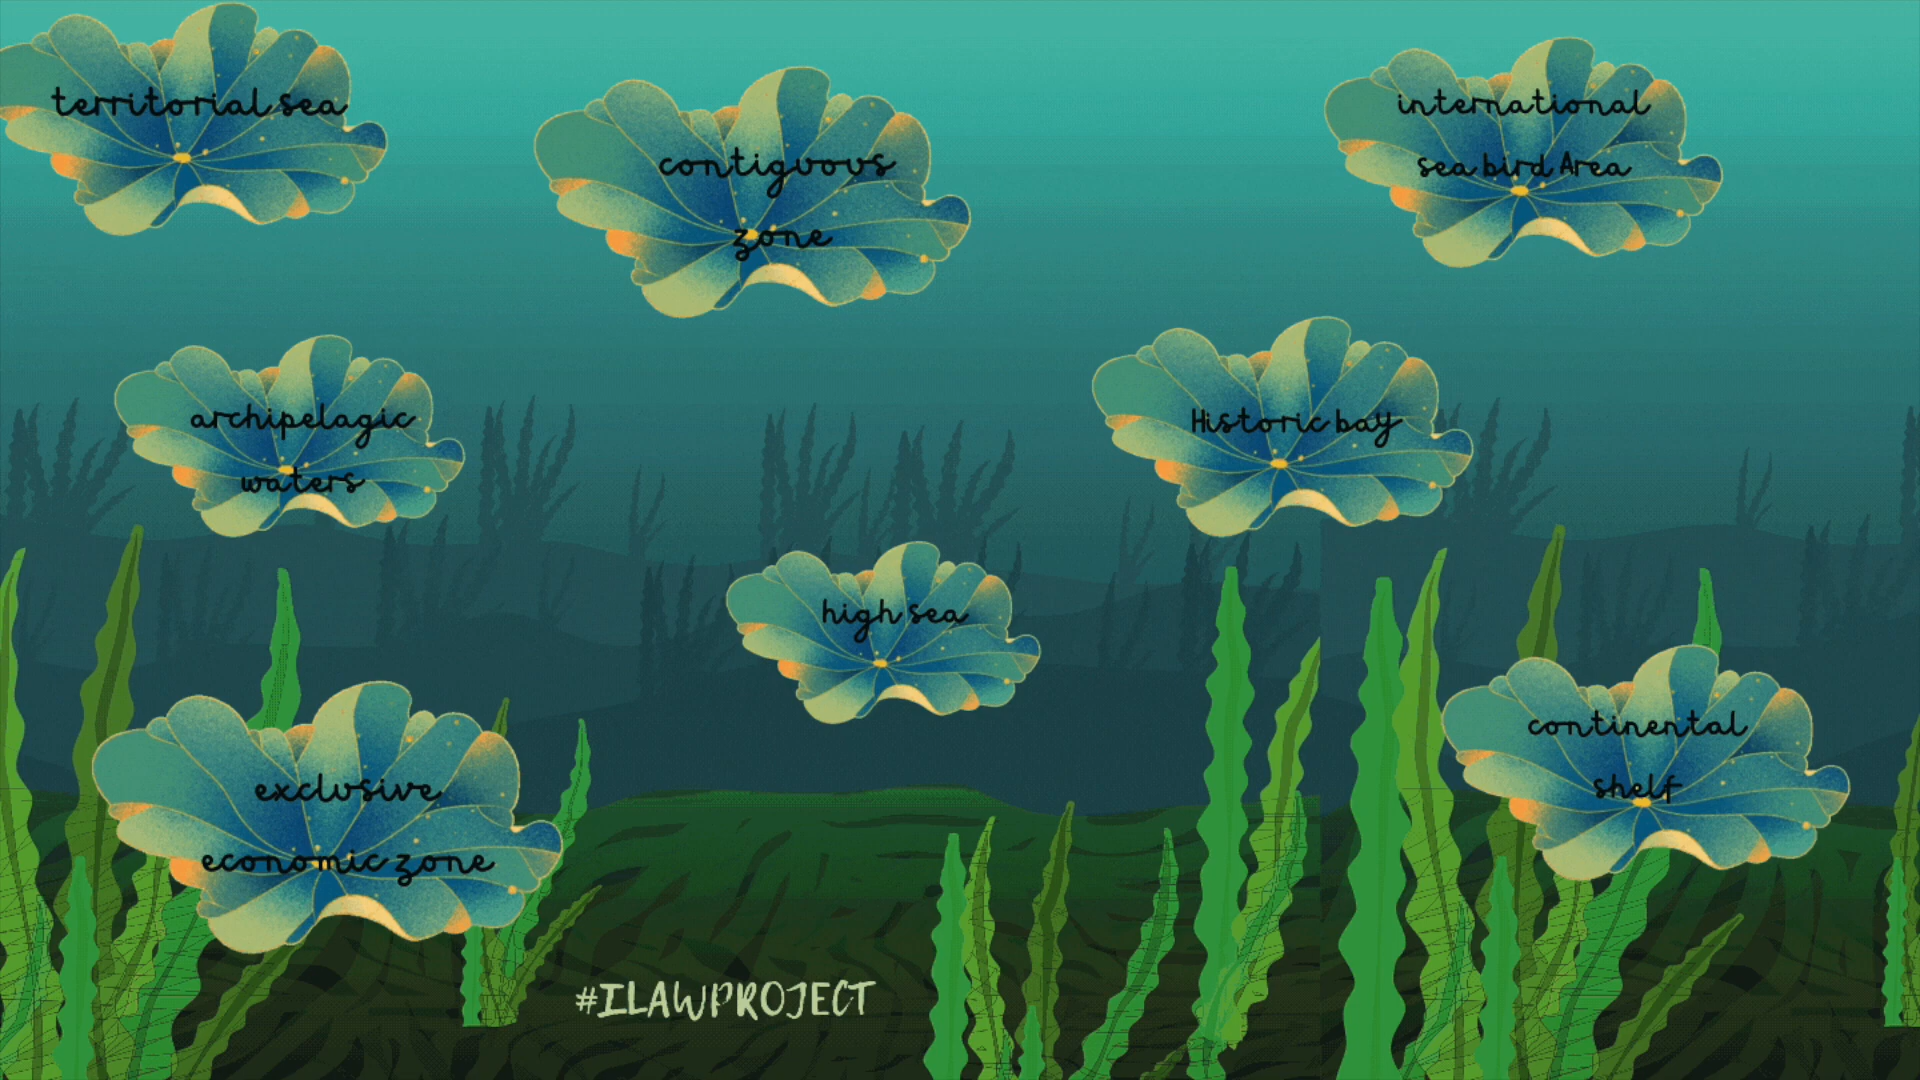 territorial sea
contiguous
zone
international
sea bird Area
archipelagic
waters
Historic bay
high sea
exclusive
economic zone
continental
shelf
#ILAWPROJECT